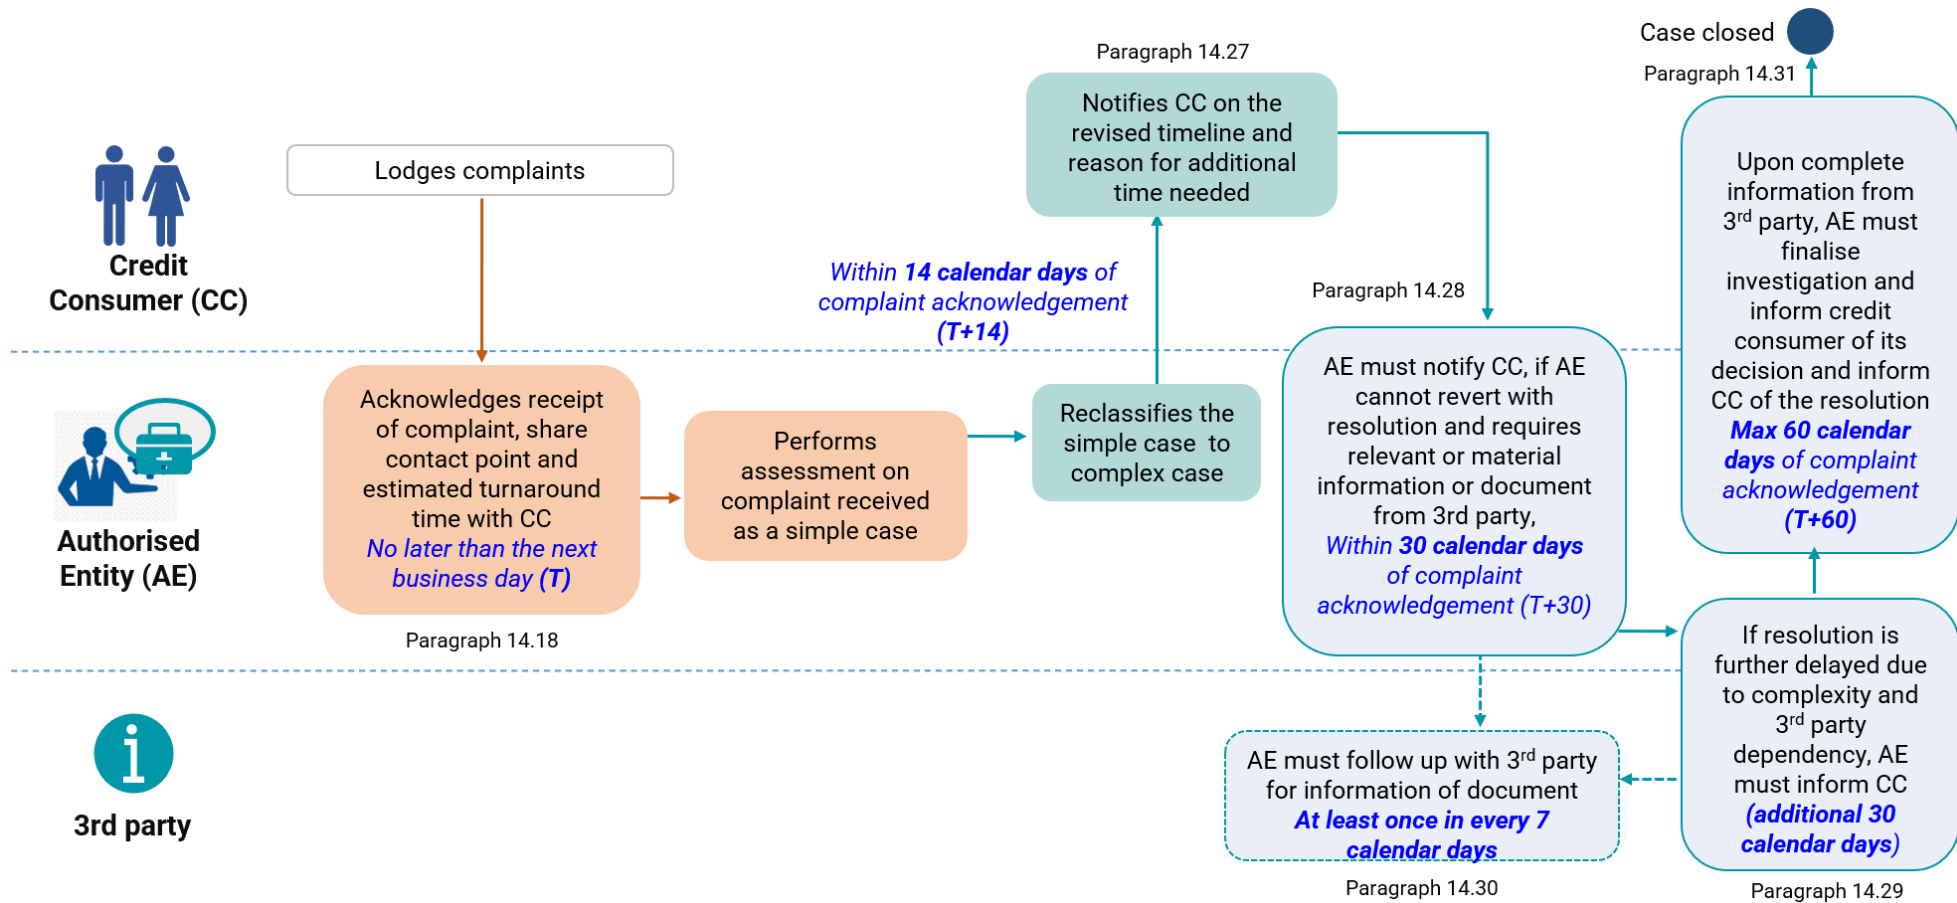 Case closed
Paragraph 14.31
Paragraph 14.27
Notifies CC on the
revised timeline and
reason for additional
time needed
Lodges complaints
Credit
Consumer (CC)
Within 14 calendar days of
complaint acknowledgement
(T+14)
Paragraph 14.28
Upon complete
information from
3rd party, AE must
finalise
investigation and
inform credit
consumer of its
decision and inform
CC of the resolution
Max 60 calendar
days of complaint
acknowledgement
(T+60)
Authorised
Entity (AE)
Acknowledges receipt
of complaint, share
contact point and
estimated turnaround
time with CC
No later than the next
business day (T)
Paragraph 14.18
Performs
assessment on
complaint received
as a simple case
Reclassifies the
simple case  to
complex case
AE must notify CC, if AE
cannot revert with
resolution and requires
relevant or material
information or document
from 3rd party,
Within 30 calendar days
of complaint
acknowledgement (T+30)
If resolution is
further delayed due
to complexity and
3rd party
dependency, AE
must inform CC
(additional 30
calendar days)
Paragraph 14.29
i
3rd party
AE must follow up with 3rd party
for information of document
At least once in every 7
calendar days
Paragraph 14.30